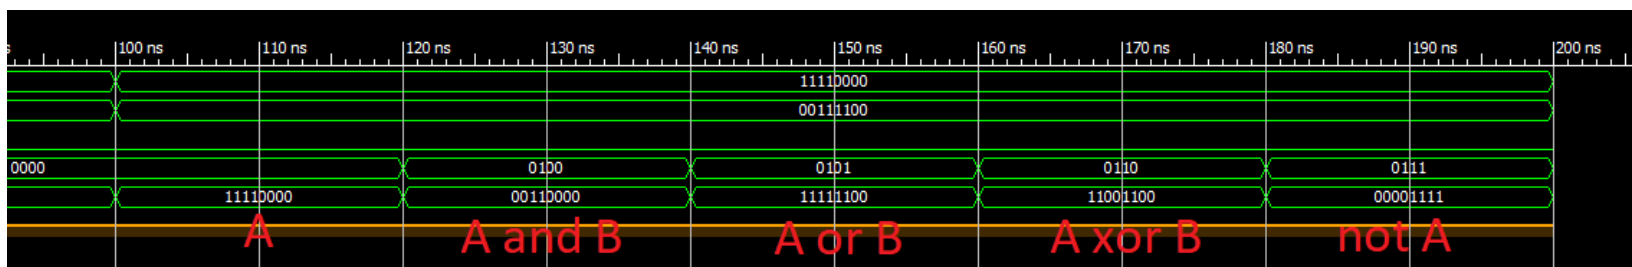 s 100 ns 110 ns 120 ns 130 ns 140 ns 150 ns 160 ns 170 ns 180 ns 190 ns 200 ns
11110000
00111100
0000 0100 0101 0110 0111
11110000 00110000 11111100 11001100 00001111
A A and B A or B A xor B not A